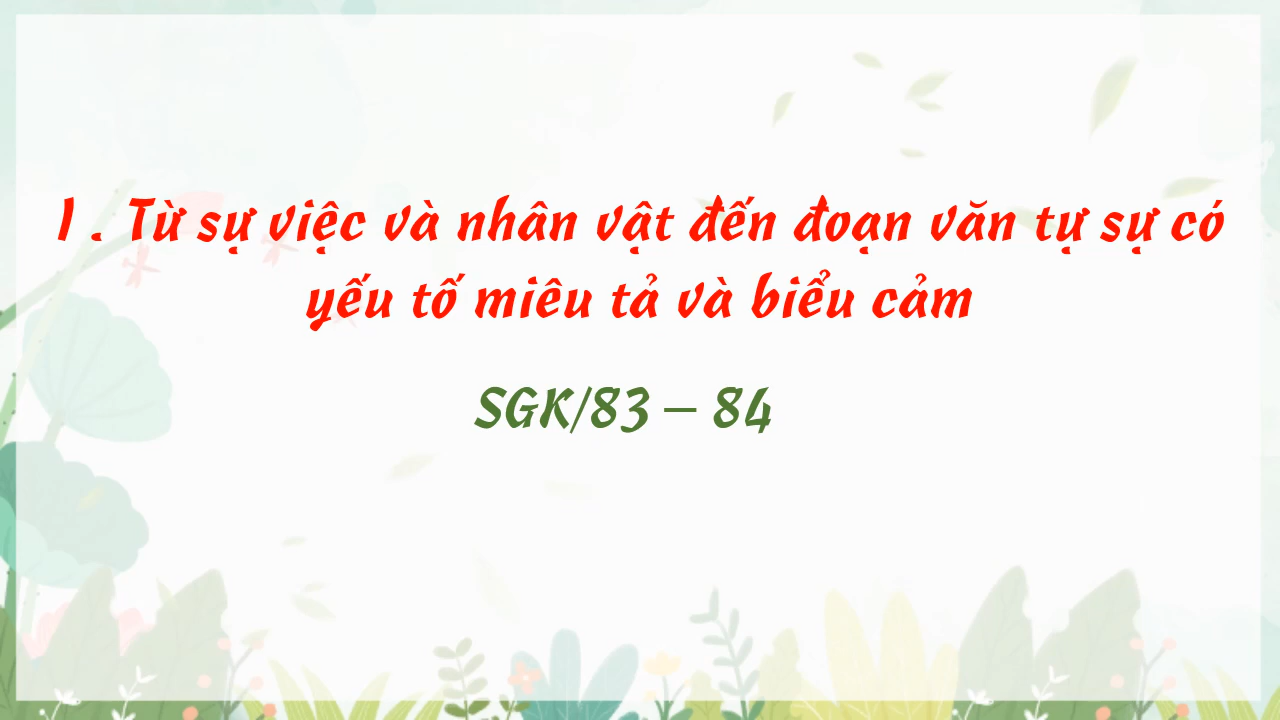 1 . Từ sự việc và nhân vật đến đoạn văn tự sự có
yếu tố miêu tả và biểu cảm
SGK/83 – 84